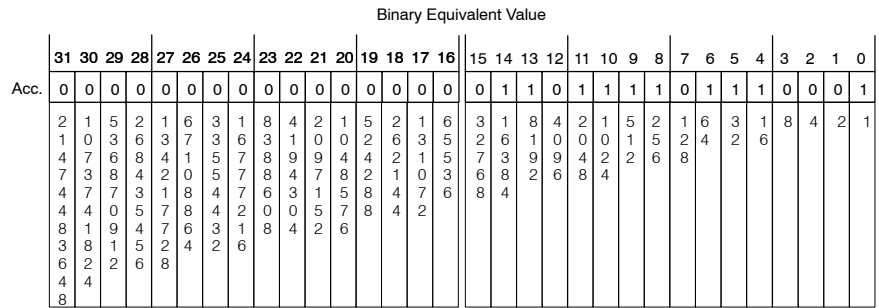 Binary Equivalent Value
31 30 29 28 27 26 25 24 23 22 21 20 19 18 17 16 15 14 13 12 11 10 9 8 7 6 5 4 3 2 1 0
Acc. 0 0 0 0 0 0 0 0 0 0 0 0 0 0 0 0 0 1 1 0 1 1 1 1 0 1 1 1 0 0 0 1
21474483648 1073741824 536870912 268435456 134217728 67108864 33554432 16777216 8388608 4194304 2097152 1048576 524288 262144 131072 65536 32768 16384 8192 4096 2048 1024 512 256 128 64 32 16 8 4 2 1